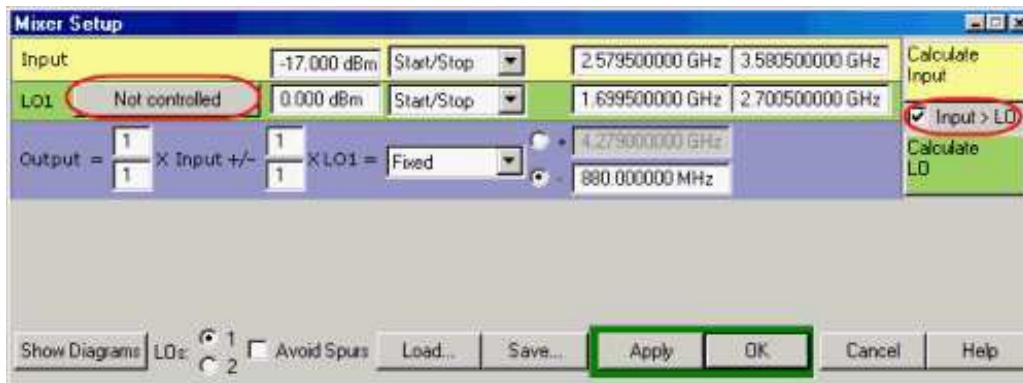 Mixer Setup
Input -17.000 dBm Start/Stop 2.579500000 GHz 3.580500000 GHz Calculate Input
LO1 Not controlled 0.000 dBm Start/Stop 1.699500000 GHz 2.700500000 GHz Input > LO
Output = 1 1 X Input +/- 1 1 X LO1 = Fixed + 4.279000000 GHz Calculate LO
- 880.000000 MHz
Show Diagrams LOs: 1 2 Avoid Spurs Load... Save... Apply OK Cancel Help